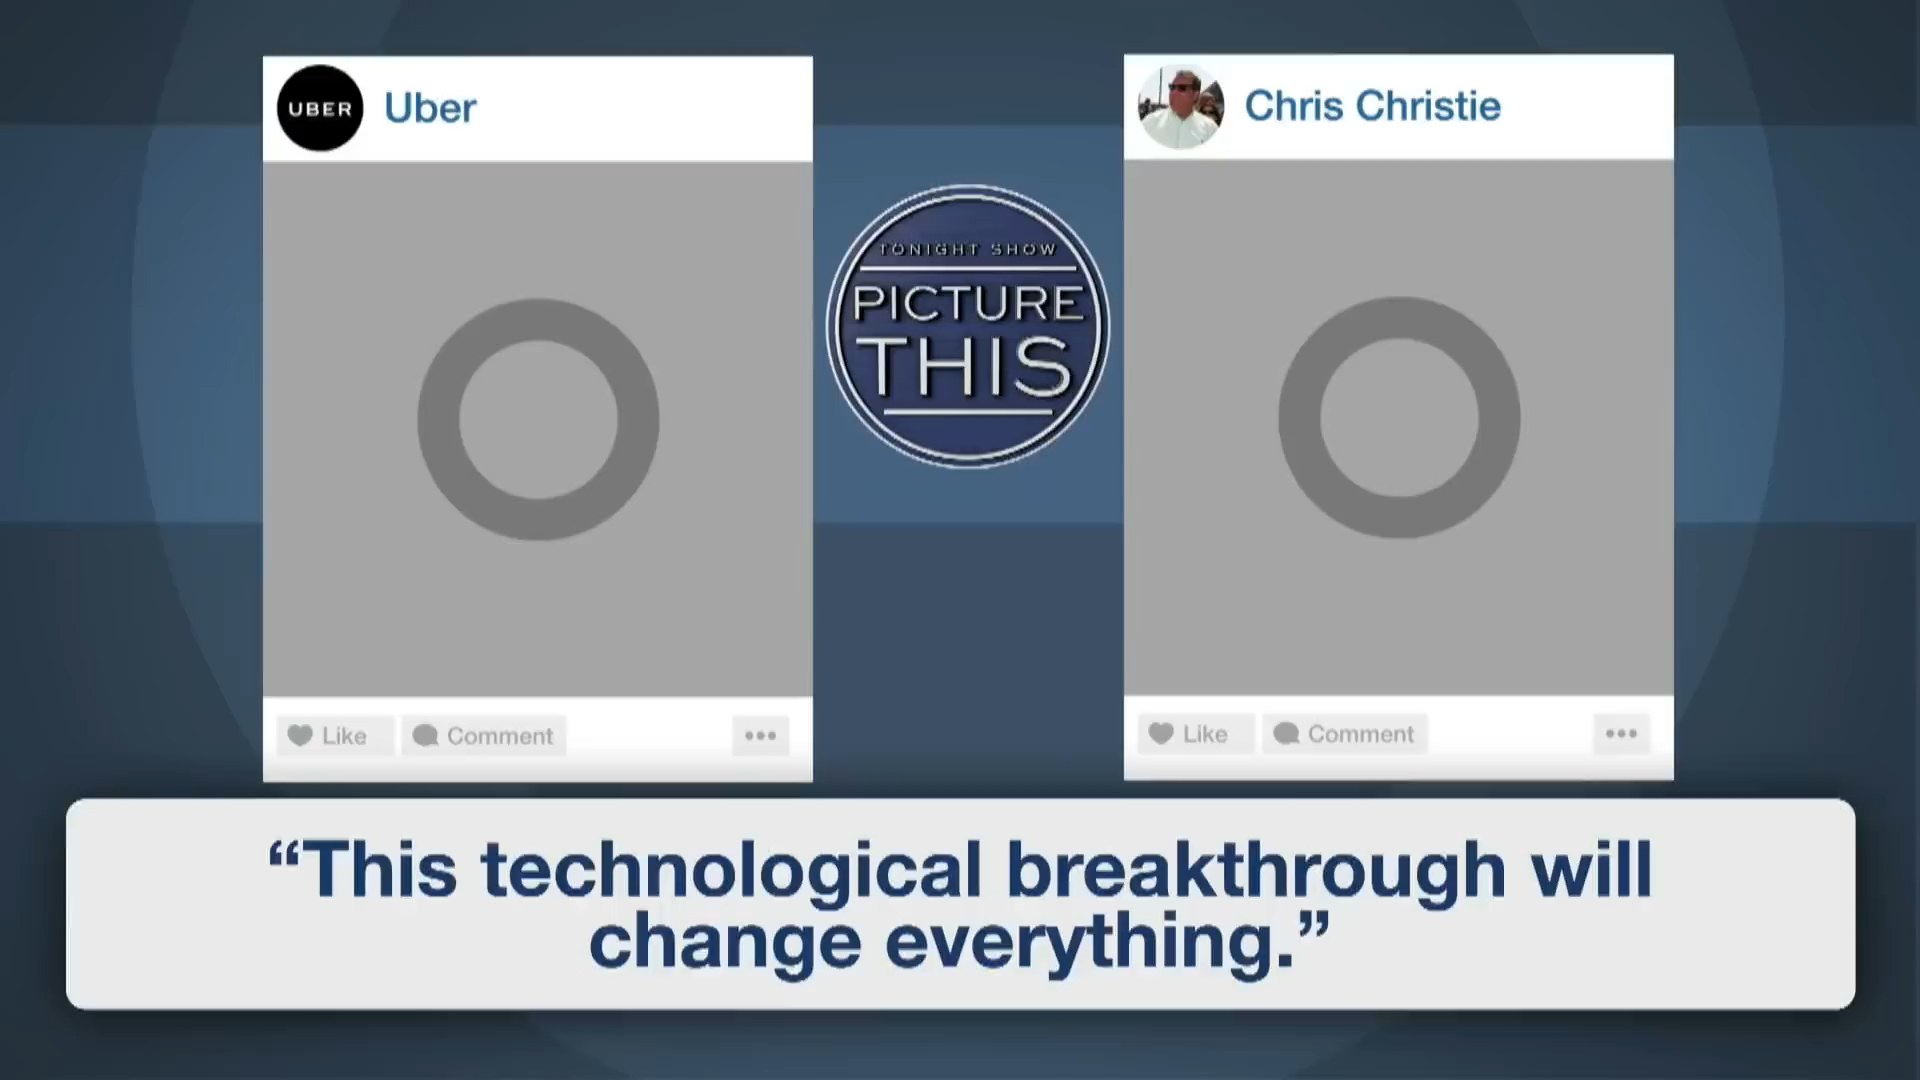 UBER
Uber
Chris Christie
TONIGHT SHOW
PICTURE
THIS
Like
Comment
Like
Comment
“This technological breakthrough will
change everything.”